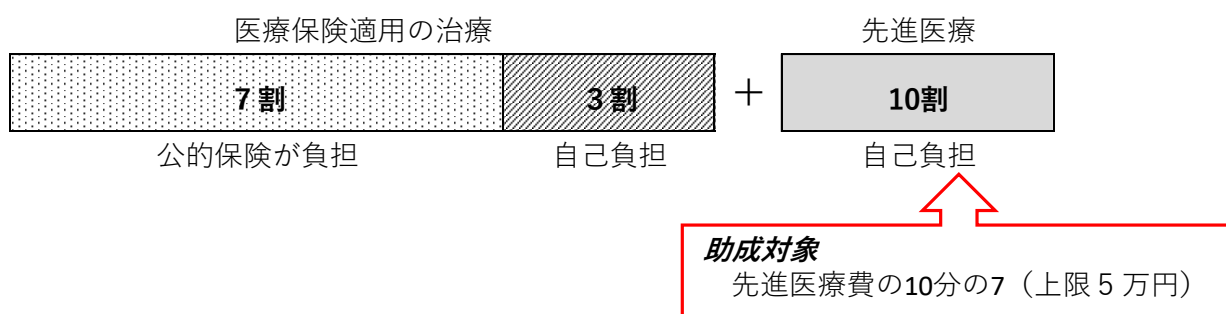 医療保険適用の治療
先進医療
7割
3割
+
10割
公的保険が負担
自己負担
自己負担
助成対象
先進医療費の10分の7（上限５万円）